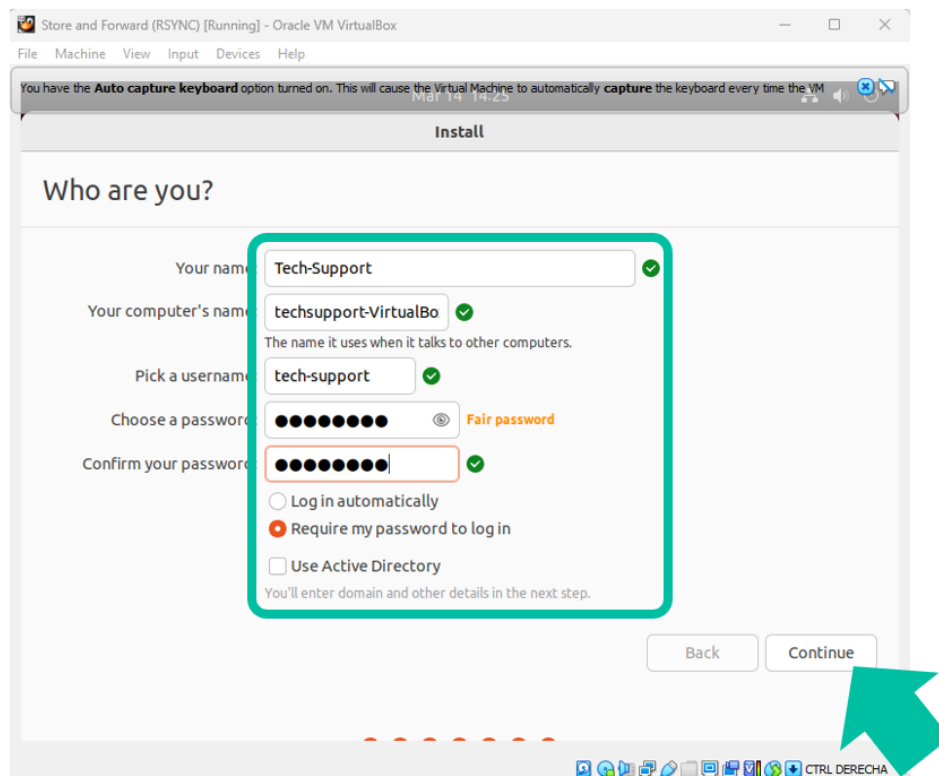 Store and Forward (RSYNC) [Running] - Oracle VM VirtualBox
File Machine View Input Devices Help
You have the Auto capture keyboard option turned on. This will cause the Virtual Machine to automatically capture the keyboard every time the VM
Mar 14 14:25
Install
Who are you?
Your name: Tech-Support
Your computer's name: techsupport-VirtualBo
The name it uses when it talks to other computers.
Pick a username: tech-support
Choose a password: ●●●●●●●● Fair password
Confirm your password: ●●●●●●●●
Log in automatically
Require my password to log in
Use Active Directory
You'll enter domain and other details in the next step.
Back Continue
CTRL DERECHA